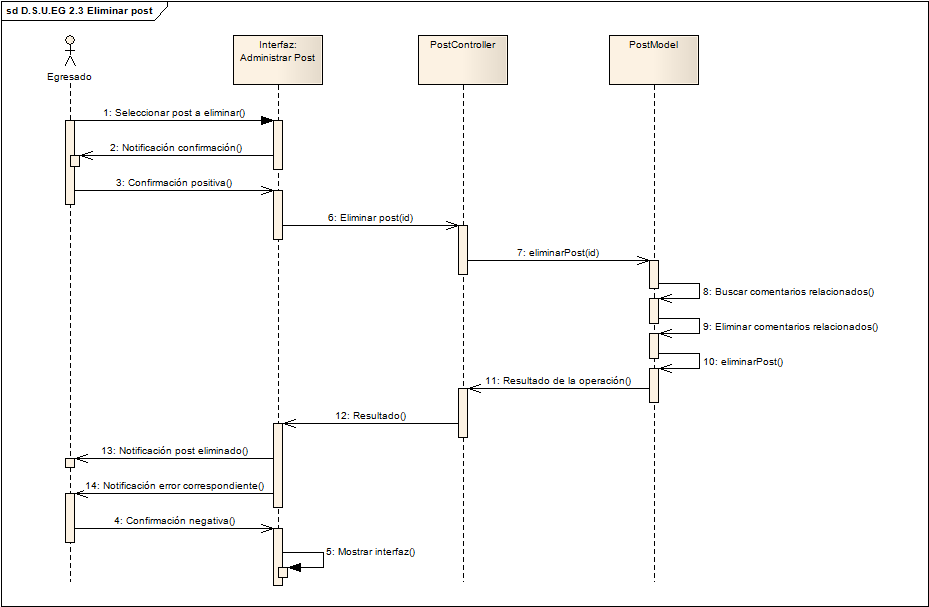 sd D.S.U.EG 2.3 Eliminar post
Egresado
Interfaz:
Administrar Post
PostController
PostModel
1: Seleccionar post a eliminar()
2: Notificación confirmación()
3: Confirmación positiva()
6: Eliminar post(id)
7: eliminarPost(id)
8: Buscar comentarios relacionados()
9: Eliminar comentarios relacionados()
10: eliminarPost()
11: Resultado de la operación()
12: Resultado()
13: Notificación post eliminado()
14: Notificación error correspondiente()
4: Confirmación negativa()
5: Mostrar interfaz()